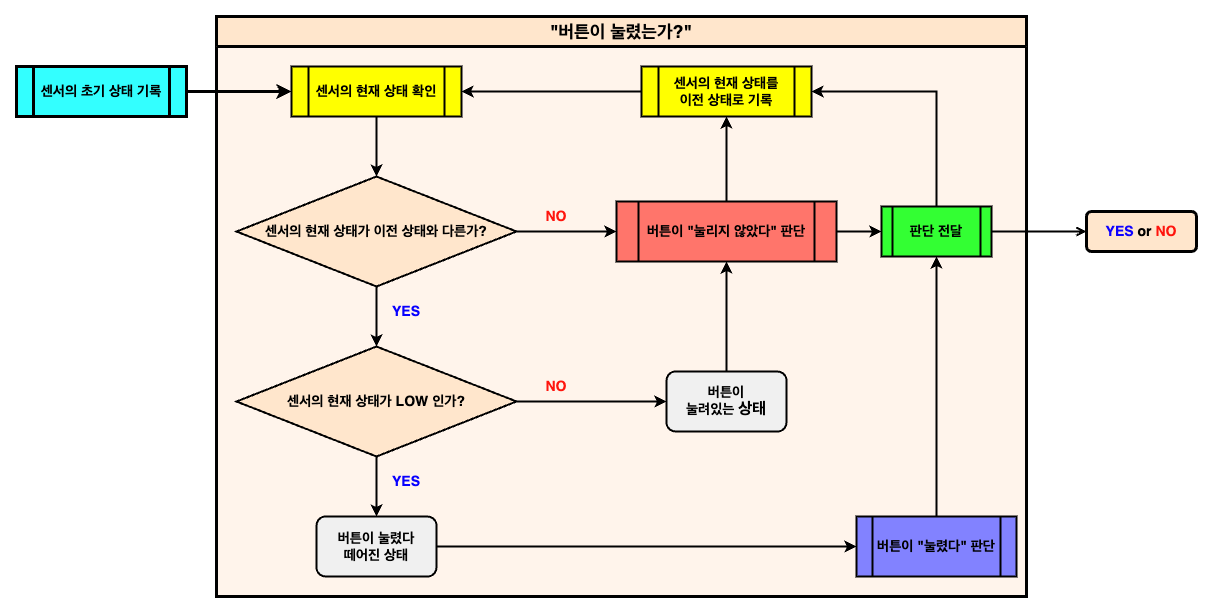 "버튼이 눌렸는가?"
센서의 초기 상태 기록
센서의 현재 상태 확인
센서의 현재 상태를
이전 상태로 기록
센서의 현재 상태가 이전 상태와 다른가?
NO
버튼이 "눌리지 않았다" 판단
판단 전달
YES or NO
YES
센서의 현재 상태가 LOW 인가?
NO
버튼이
눌려있는 상태
YES
버튼이 눌렸다
떼어진 상태
버튼이 "눌렸다" 판단